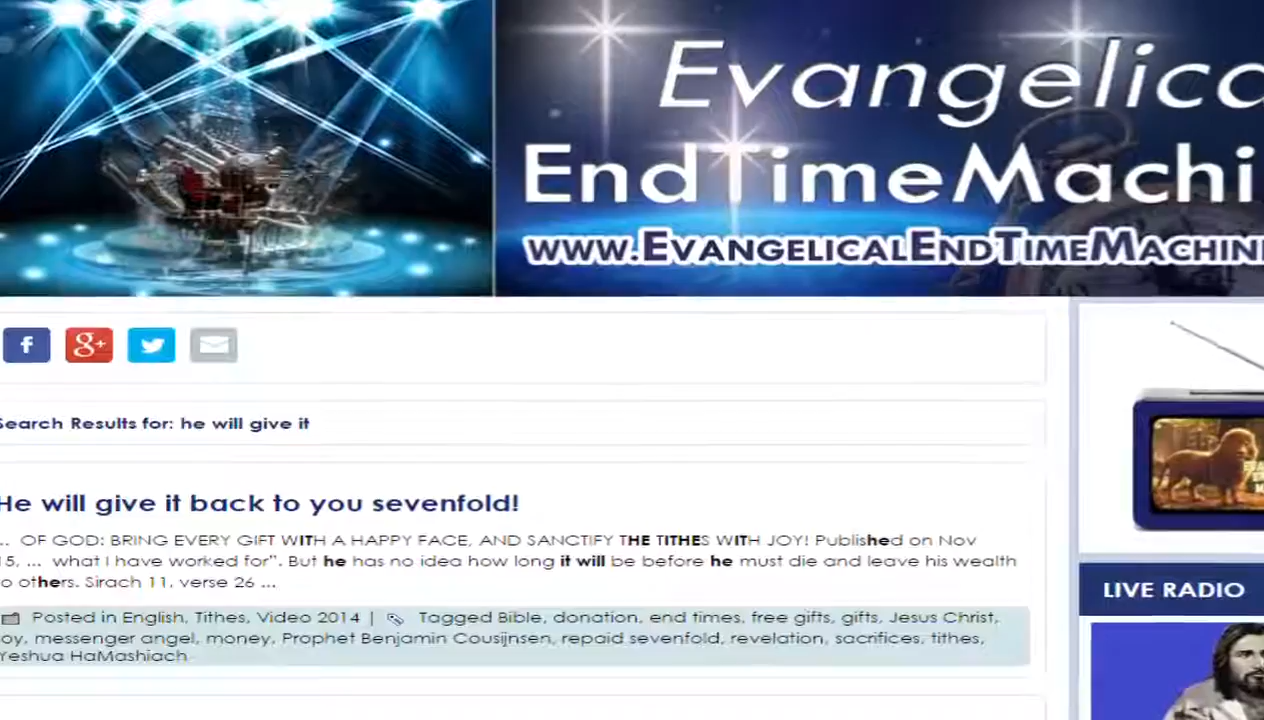 Evangelica
EndTimeMachi
www.EvangelicalEndTimeMachin
f g+
Search Results for: he will give it
He will give it back to you sevenfold!
... OF GOD: BRING EVERY GIFT WITH A HAPPY FACE, AND SANCTIFY THE TITHES WITH JOY! Published on Nov
15, ... what I have worked for". But he has no idea how long it will be before he must die and leave his wealth
to others. Sirach 11, verse 26 ...
Posted in English, Tithes, Video 2014 | Tagged Bible, donation, end times, free gifts, gifts, Jesus Christ,
joy, messenger angel, money, Prophet Benjamin Cousijnsen, repaid sevenfold, revelation, sacrifices, tithes,
Yeshua HaMashiach
LIVE RADIO